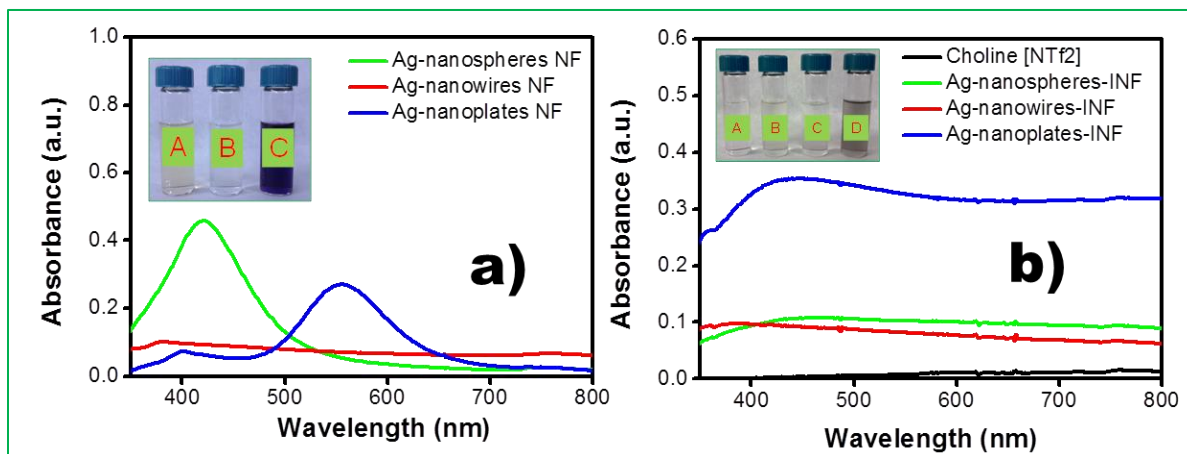 1.0
0.8
0.6
0.4
0.2
0.0
Absorbance (a.u.)
400 500 600 700 800
Wavelength (nm)
Ag-nanospheres NF
Ag-nanowires NF
Ag-nanoplates NF
A B C
a)
0.6
0.5
0.4
0.3
0.2
0.1
0.0
Absorbance (a.u.)
400 500 600 700 800
Wavelength (nm)
Choline [NTf2]
Ag-nanospheres-INF
Ag-nanowires-INF
Ag-nanoplates-INF
A B C D
b)